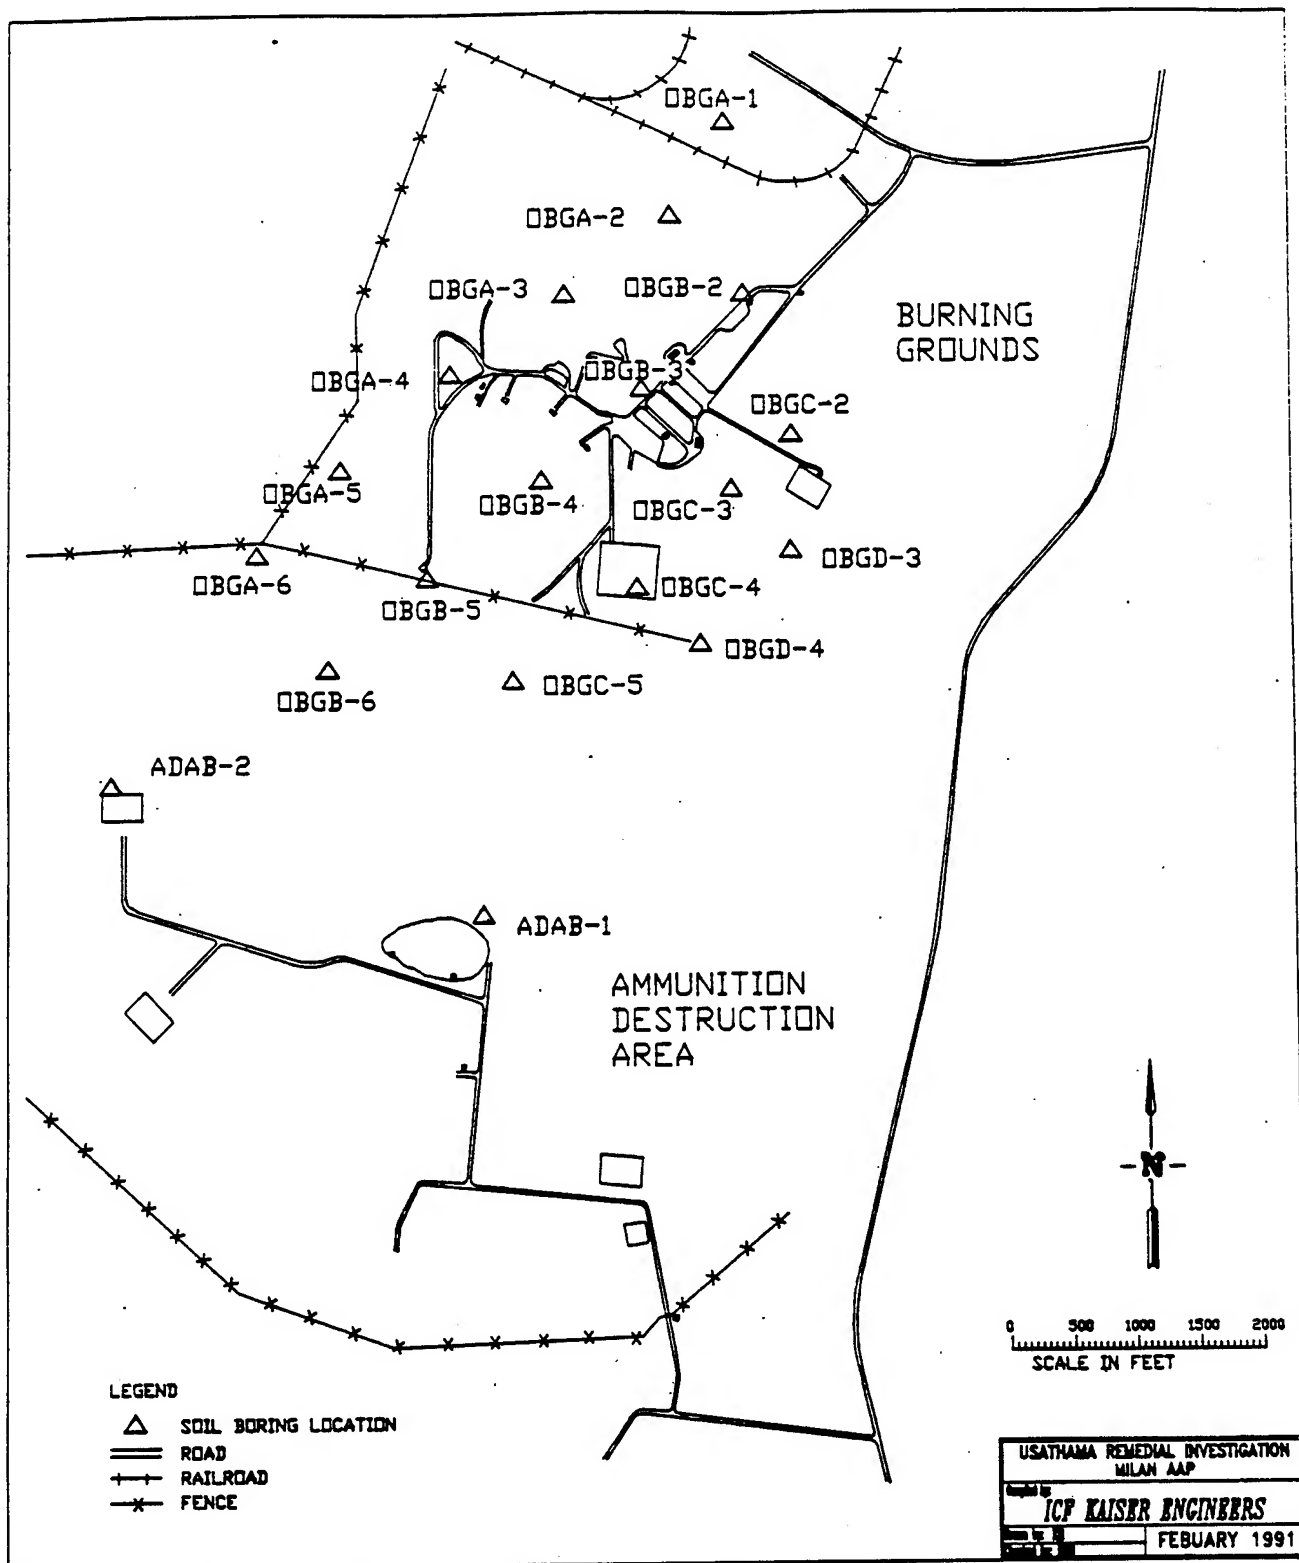 OBGA-1
OBGA-2
OBGA-3
OBGB-2
BURNING
GROUNDS
OBGB-3
OBGA-4
OBGC-2
OBGA-5
OBGB-4
OBGC-3
OBGD-3
OBGA-6
OBGB-5
OBGC-4
OBGD-4
OBGB-6
OBGC-5
ADAB-2
ADAB-1
AMMUNITION
DESTRUCTION
AREA
N
0 500 1000 1500 2000
SCALE IN FEET
LEGEND
SOIL BORING LOCATION
ROAD
RAILROAD
FENCE
USATHAMA REMEDIAL INVESTIGATION
MILAN AAP
ICF KAISER ENGINEERS
FEBUARY 1991